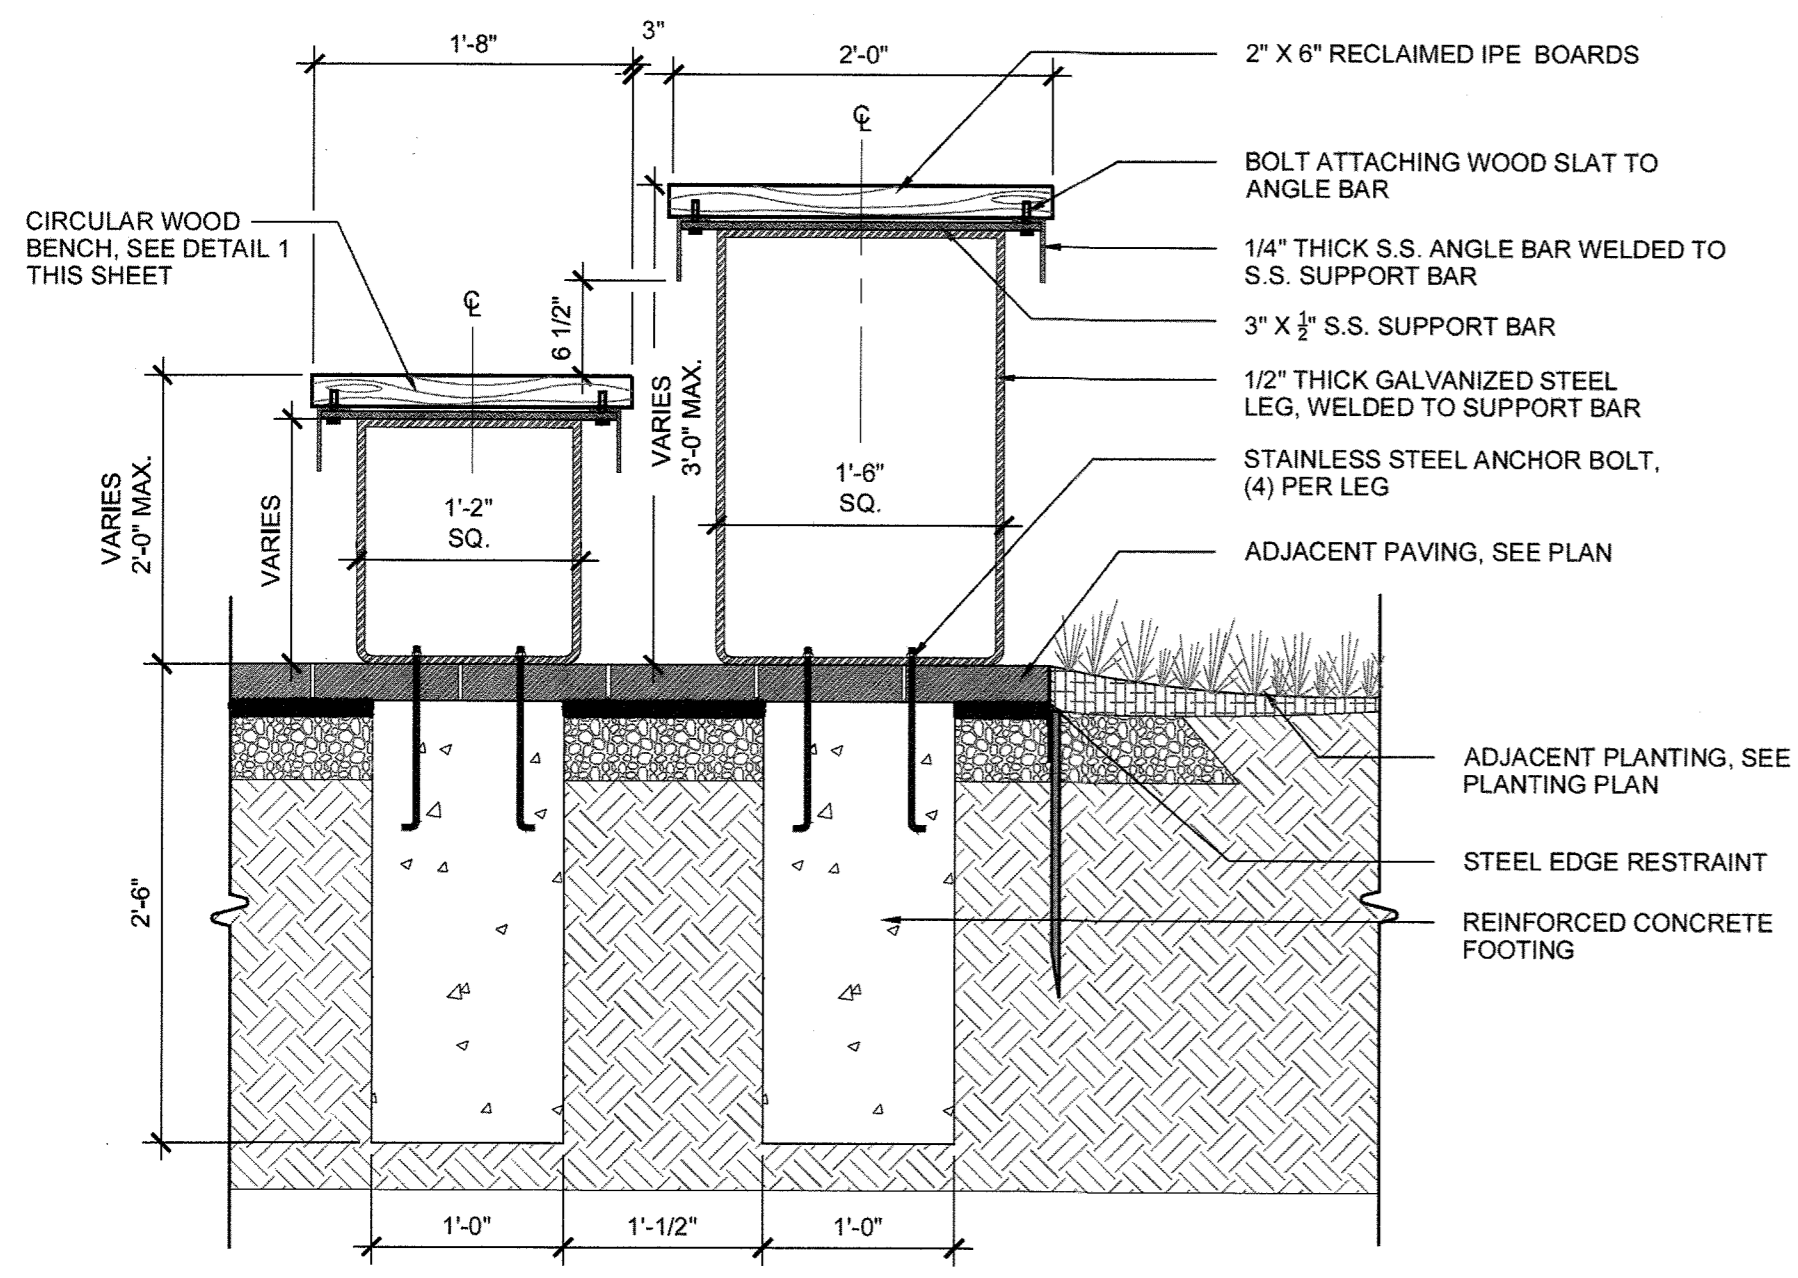 1'-8"
3"
2'-0"
℄
℄
2" X 6" RECLAIMED IPE BOARDS
BOLT ATTACHING WOOD SLAT TO
ANGLE BAR
CIRCULAR WOOD
BENCH, SEE DETAIL 1
THIS SHEET
1/4" THICK S.S. ANGLE BAR WELDED TO
S.S. SUPPORT BAR
3" X ½" S.S. SUPPORT BAR
6 1/2"
1/2" THICK GALVANIZED STEEL
LEG, WELDED TO SUPPORT BAR
VARIES
3'-0" MAX.
STAINLESS STEEL ANCHOR BOLT,
(4) PER LEG
VARIES
2'-0" MAX.
VARIES
1'-2"
SQ.
1'-6"
SQ.
ADJACENT PAVING, SEE PLAN
ADJACENT PLANTING, SEE
PLANTING PLAN
STEEL EDGE RESTRAINT
2'-6"
REINFORCED CONCRETE
FOOTING
1'-0"
1'-1/2"
1'-0"